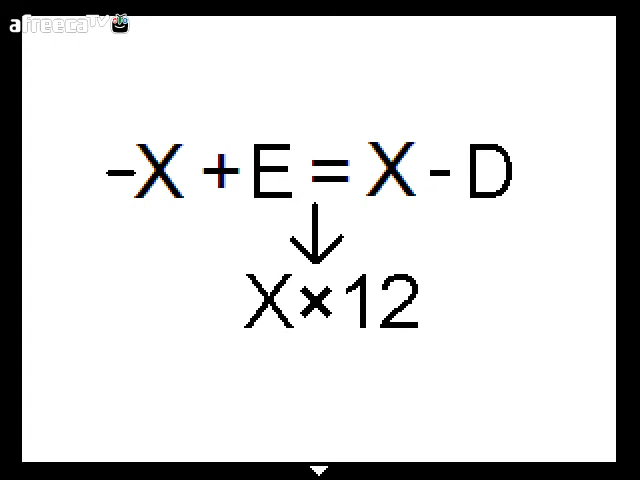 afreecaTV
-X + E = X - D
↓
X×12